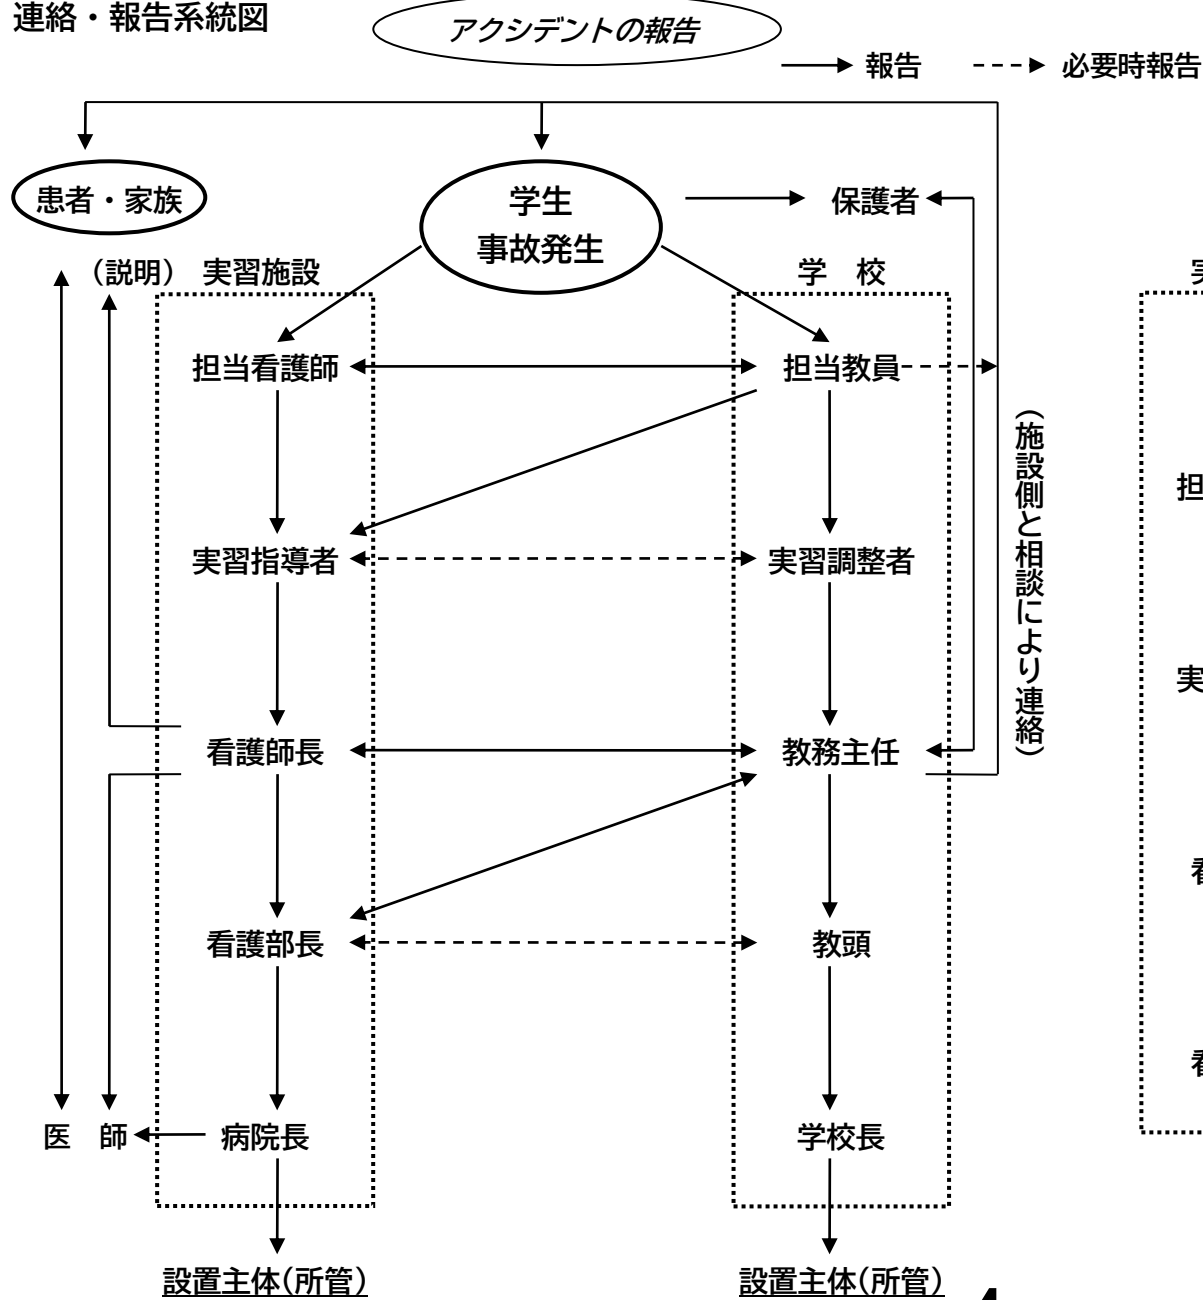 連絡・報告系統図
アクシデントの報告
報告
必要時報告
患者・家族
学生
事故発生
保護者
(説明)
実習施設
学　校
担当看護師
担当教員
(施設側と相談により連絡)
実習指導者
実習調整者
看護師長
教務主任
看護部長
教頭
医　師
病院長
学校長
設置主体(所管)
設置主体(所管)
担
実